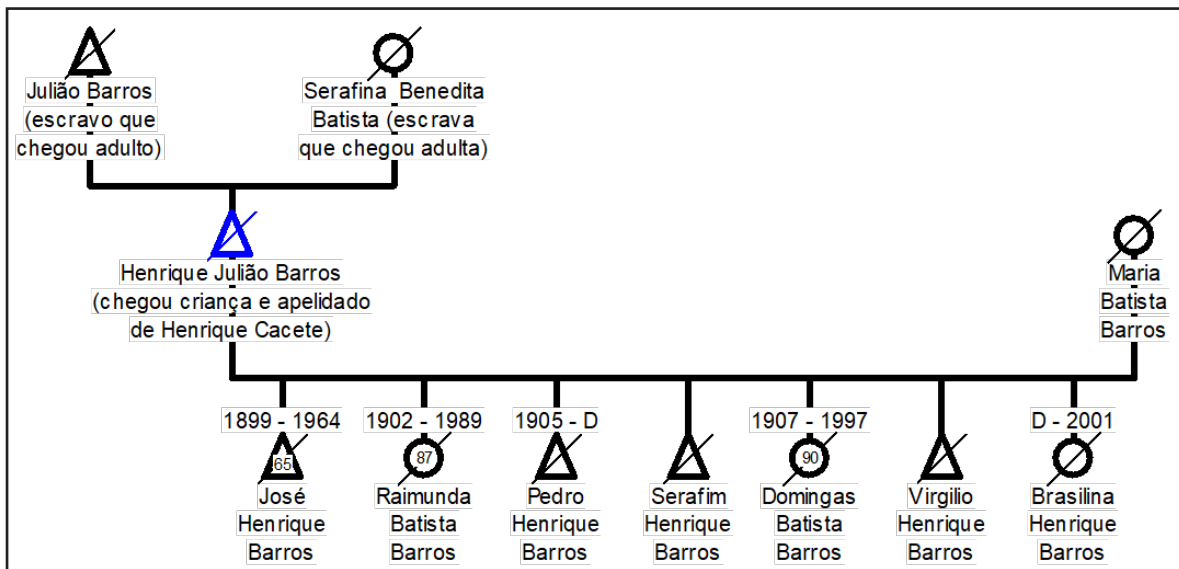 Julião Barros
(escravo que
chegou adulto)
Serafina Benedita
Batista (escrava
que chegou adulta)
Henrique Julião Barros
(chegou criança e apelidado
de Henrique Cacete)
Maria
Batista
Barros
1899 - 1964
65
José
Henrique
Barros
1902 - 1989
87
Raimunda
Batista
Barros
1905 - D
Pedro
Henrique
Barros
Serafim
Henrique
Barros
1907 - 1997
90
Domingas
Batista
Barros
Virgilio
Henrique
Barros
D - 2001
Brasilina
Henrique
Barros